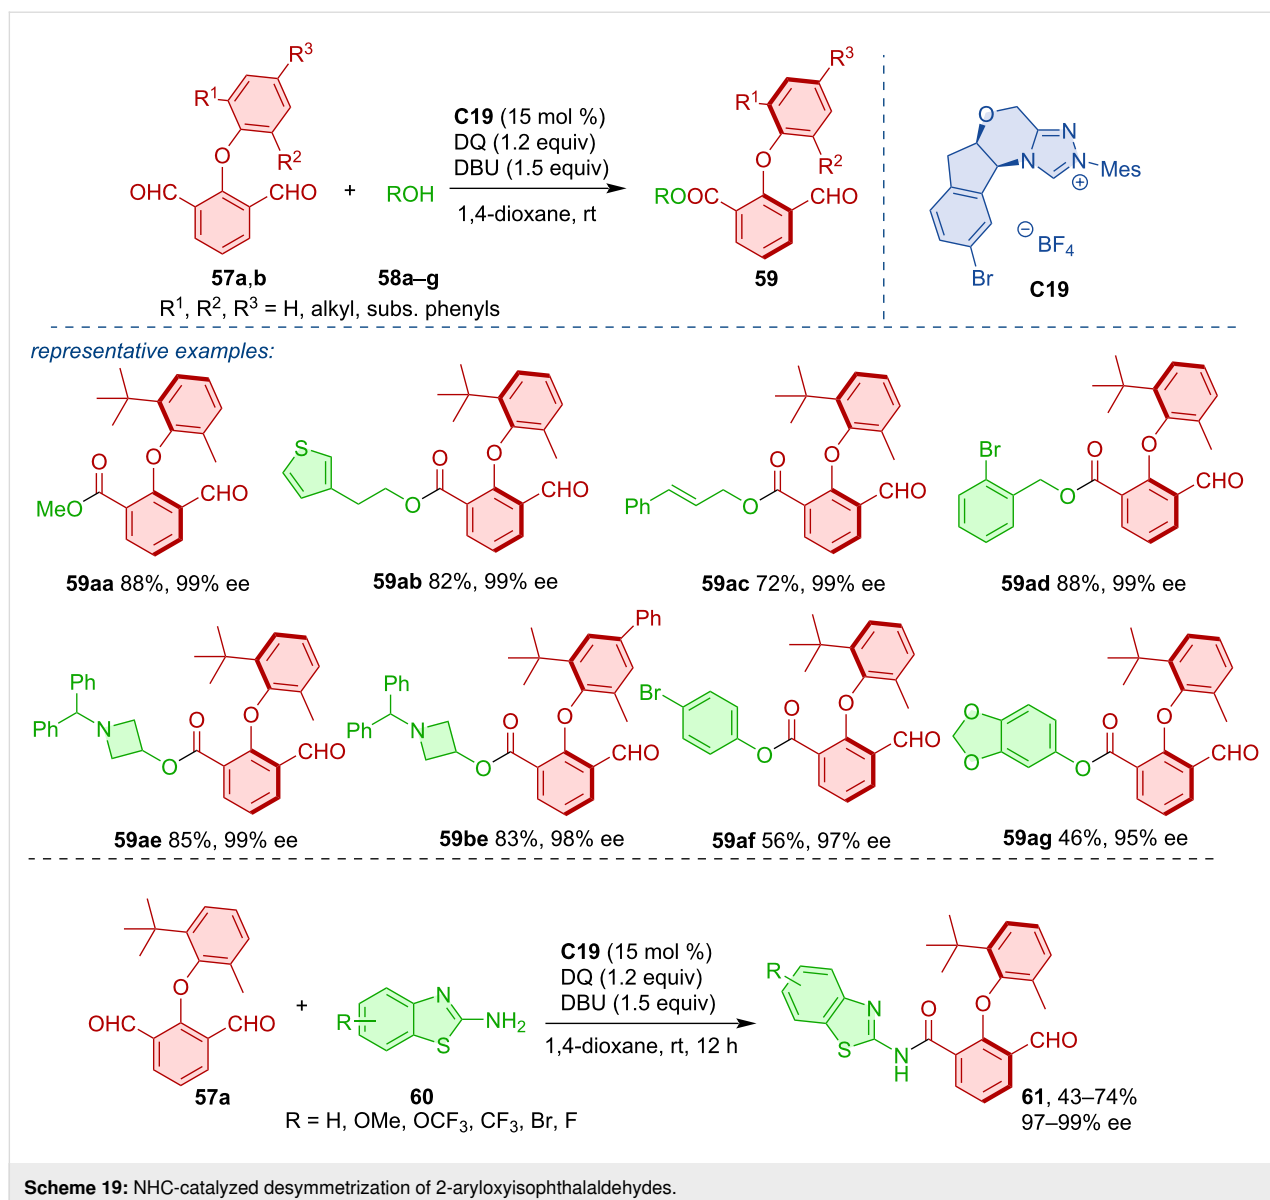 R³
R¹
O
R²
OHC
CHO
57a,b
R¹, R², R³ = H, alkyl, subs. phenyls
+
ROH
58a–g
C19 (15 mol %)
DQ (1.2 equiv)
DBU (1.5 equiv)
1,4-dioxane, rt
R³
R¹
O
R²
ROOC
CHO
59
O
N
N
N
Mes
⊕
⊖
BF₄
Br
C19
representative examples:
O
O
MeO
CHO
59aa 88%, 99% ee
S
O
O
O
CHO
59ab 82%, 99% ee
O
O
Ph
O
CHO
59ac 72%, 99% ee
Br
O
O
O
CHO
59ad 88%, 99% ee
Ph
Ph
N
O
O
O
CHO
59ae 85%, 99% ee
Ph
Ph
Ph
N
O
O
O
CHO
59be 83%, 98% ee
Br
O
O
O
CHO
59af 56%, 97% ee
O
O
O
O
O
CHO
59ag 46%, 95% ee
O
OHC
CHO
57a
+
R
N
S
NH₂
60
R = H, OMe, OCF₃, CF₃, Br, F
C19 (15 mol %)
DQ (1.2 equiv)
DBU (1.5 equiv)
1,4-dioxane, rt, 12 h
R
N
S
N
H
O
O
CHO
61, 43–74%
97–99% ee
Scheme 19: NHC-catalyzed desymmetrization of 2-aryloxyisophthalaldehydes.